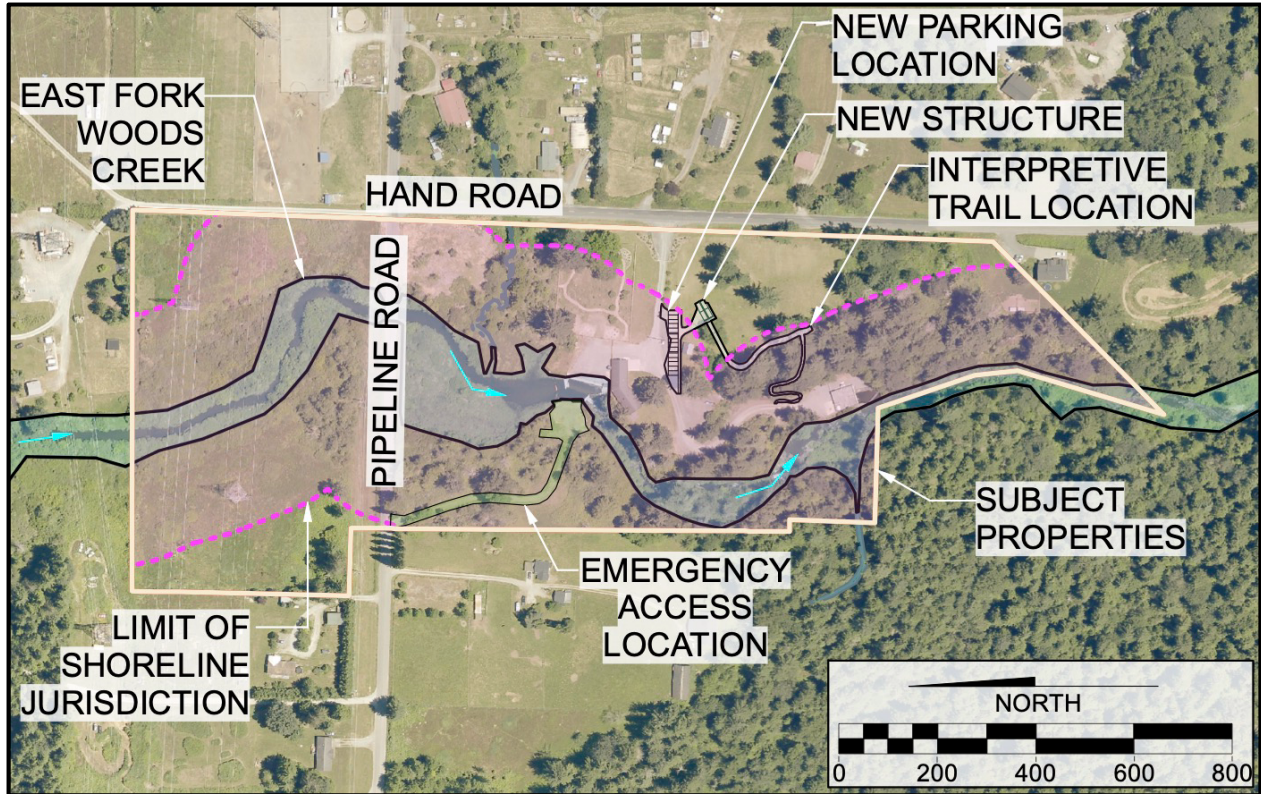 NEW PARKING
LOCATION
EAST FORK
WOODS
CREEK
NEW STRUCTURE
INTERPRETIVE
TRAIL LOCATION
HAND ROAD
PIPELINE ROAD
SUBJECT
PROPERTIES
EMERGENCY
ACCESS
LOCATION
LIMIT OF
SHORELINE
JURISDICTION
NORTH
0 200 400 600 800